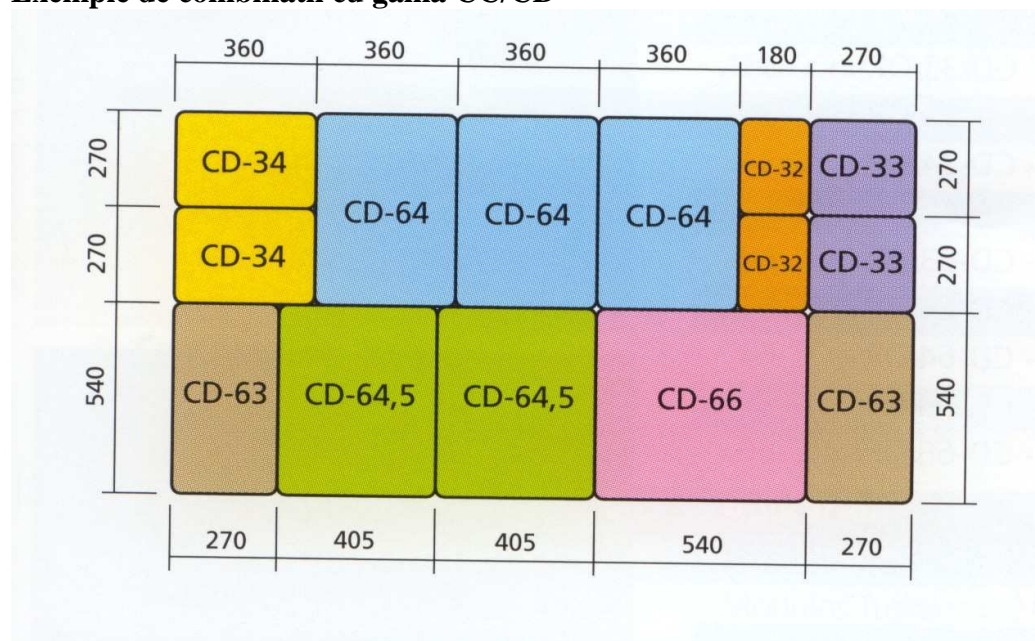 Exemple de combinatii cu gama CC/CD
360 360 360 360 180 270
270 CD-34 CD-64 CD-64 CD-64 CD-32 CD-33 270
270 CD-34 CD-32 CD-33 270
540 CD-63 CD-64,5 CD-64,5 CD-66 CD-63 540
270 405 405 540 270